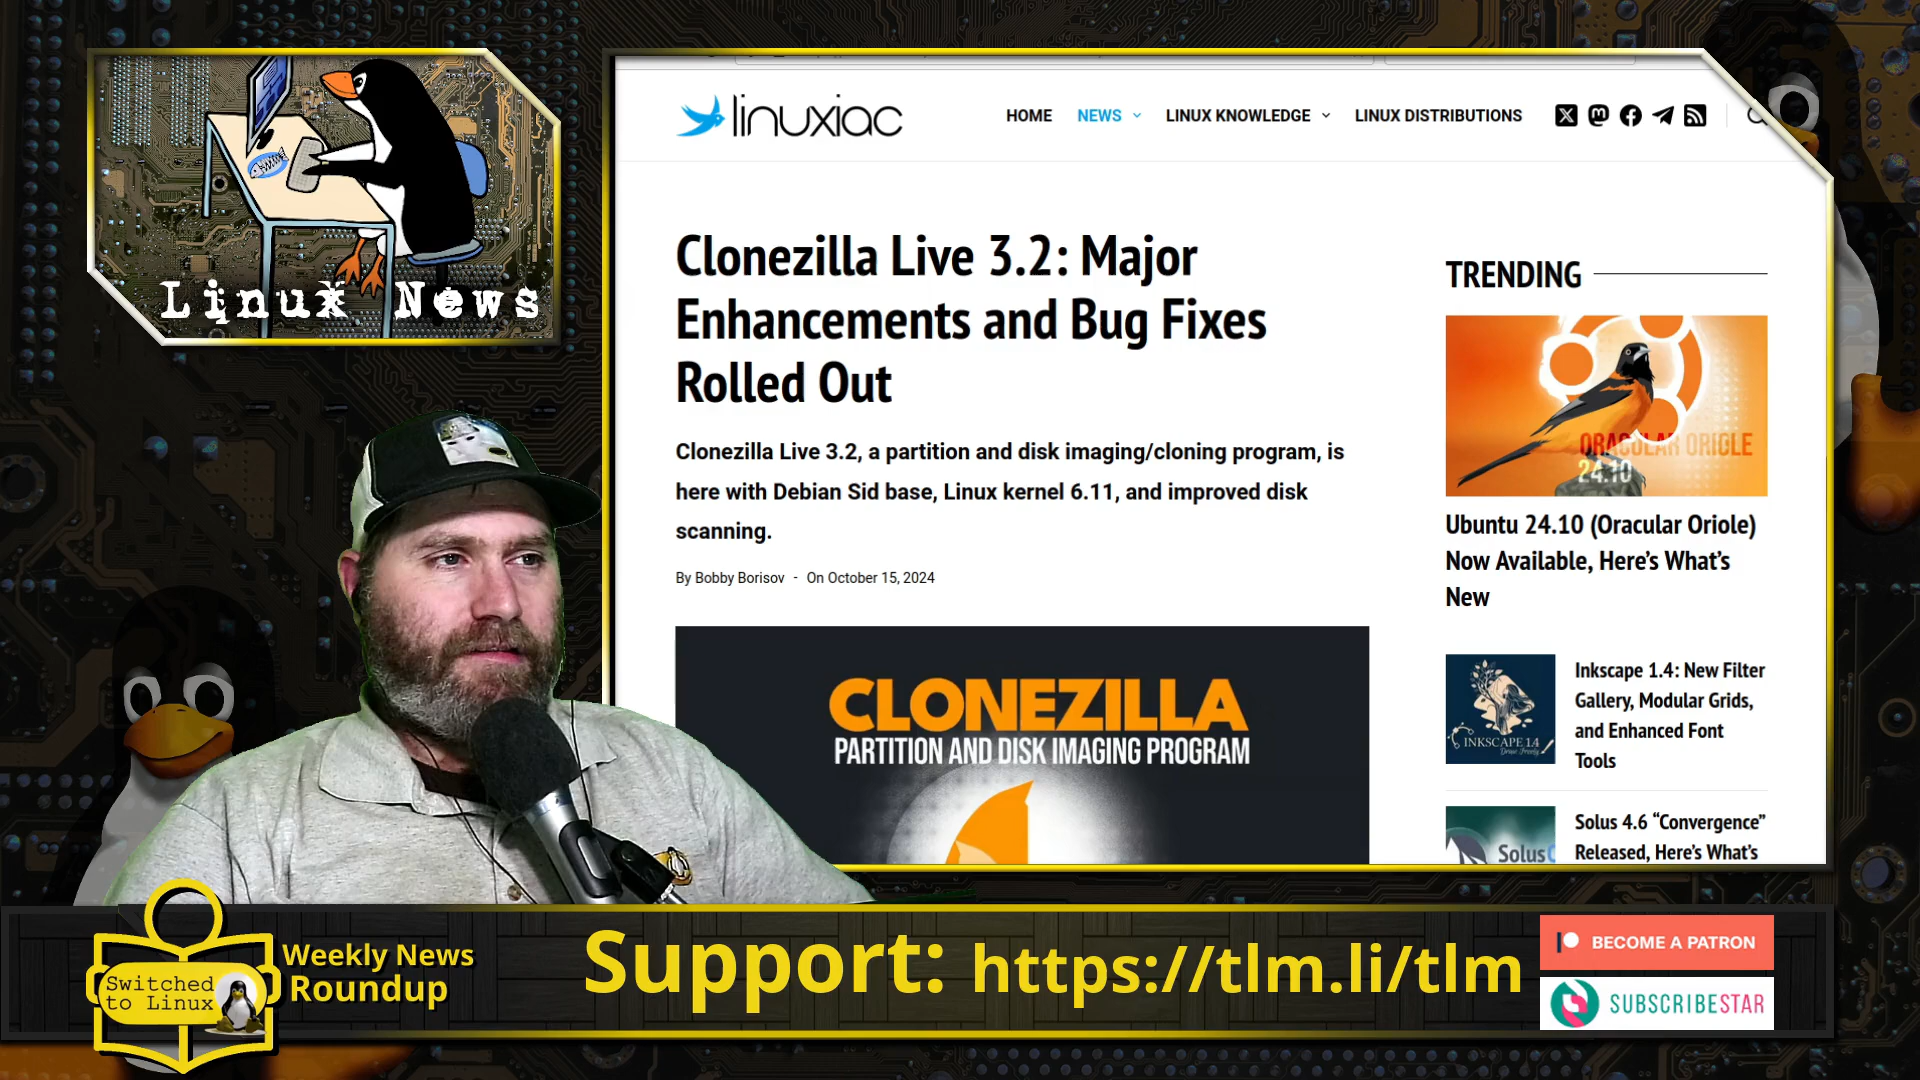 Linux News
linuxiac
HOME NEWS LINUX KNOWLEDGE LINUX DISTRIBUTIONS
Clonezilla Live 3.2: Major
Enhancements and Bug Fixes
Rolled Out
Clonezilla Live 3.2, a partition and disk imaging/cloning program, is
here with Debian Sid base, Linux kernel 6.11, and improved disk
scanning.
By Bobby Borisov - On October 15, 2024
CLONEZILLA
PARTITION AND DISK IMAGING PROGRAM
TRENDING
ORACULAR ORIOLE
24.10
Ubuntu 24.10 (Oracular Oriole)
Now Available, Here’s What’s
New
INKSCAPE 1.4
Draw Freely
Inkscape 1.4: New Filter
Gallery, Modular Grids,
and Enhanced Font
Tools
Solus
Solus 4.6 “Convergence”
Released, Here’s What’s
Switched
to Linux
Weekly News
Roundup
Support: https://tlm.li/tlm
BECOME A PATRON
SUBSCRIBESTAR